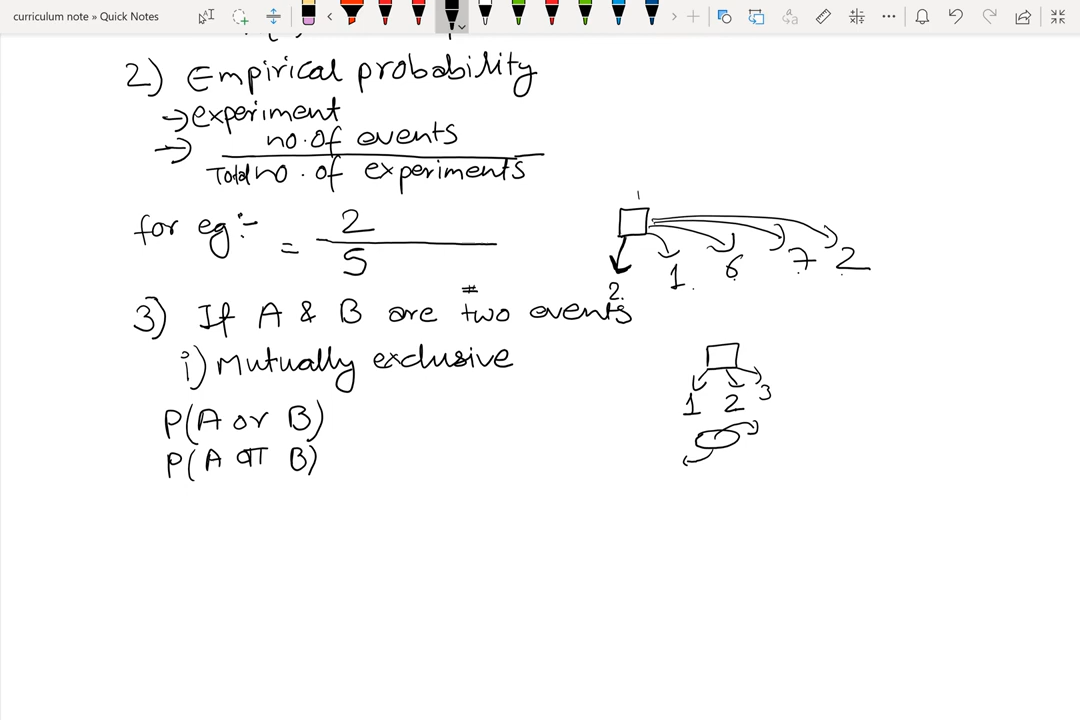 curriculum note » Quick Notes
2) Empirical probability
→ experiment
→ no. of events
Total no. of experiments
for eg:- = 2
5
2. 1. 6 7 2
3) If A & B are two events
i) Mutually exclusive
1 2 3
P(A or B)
P(A B)